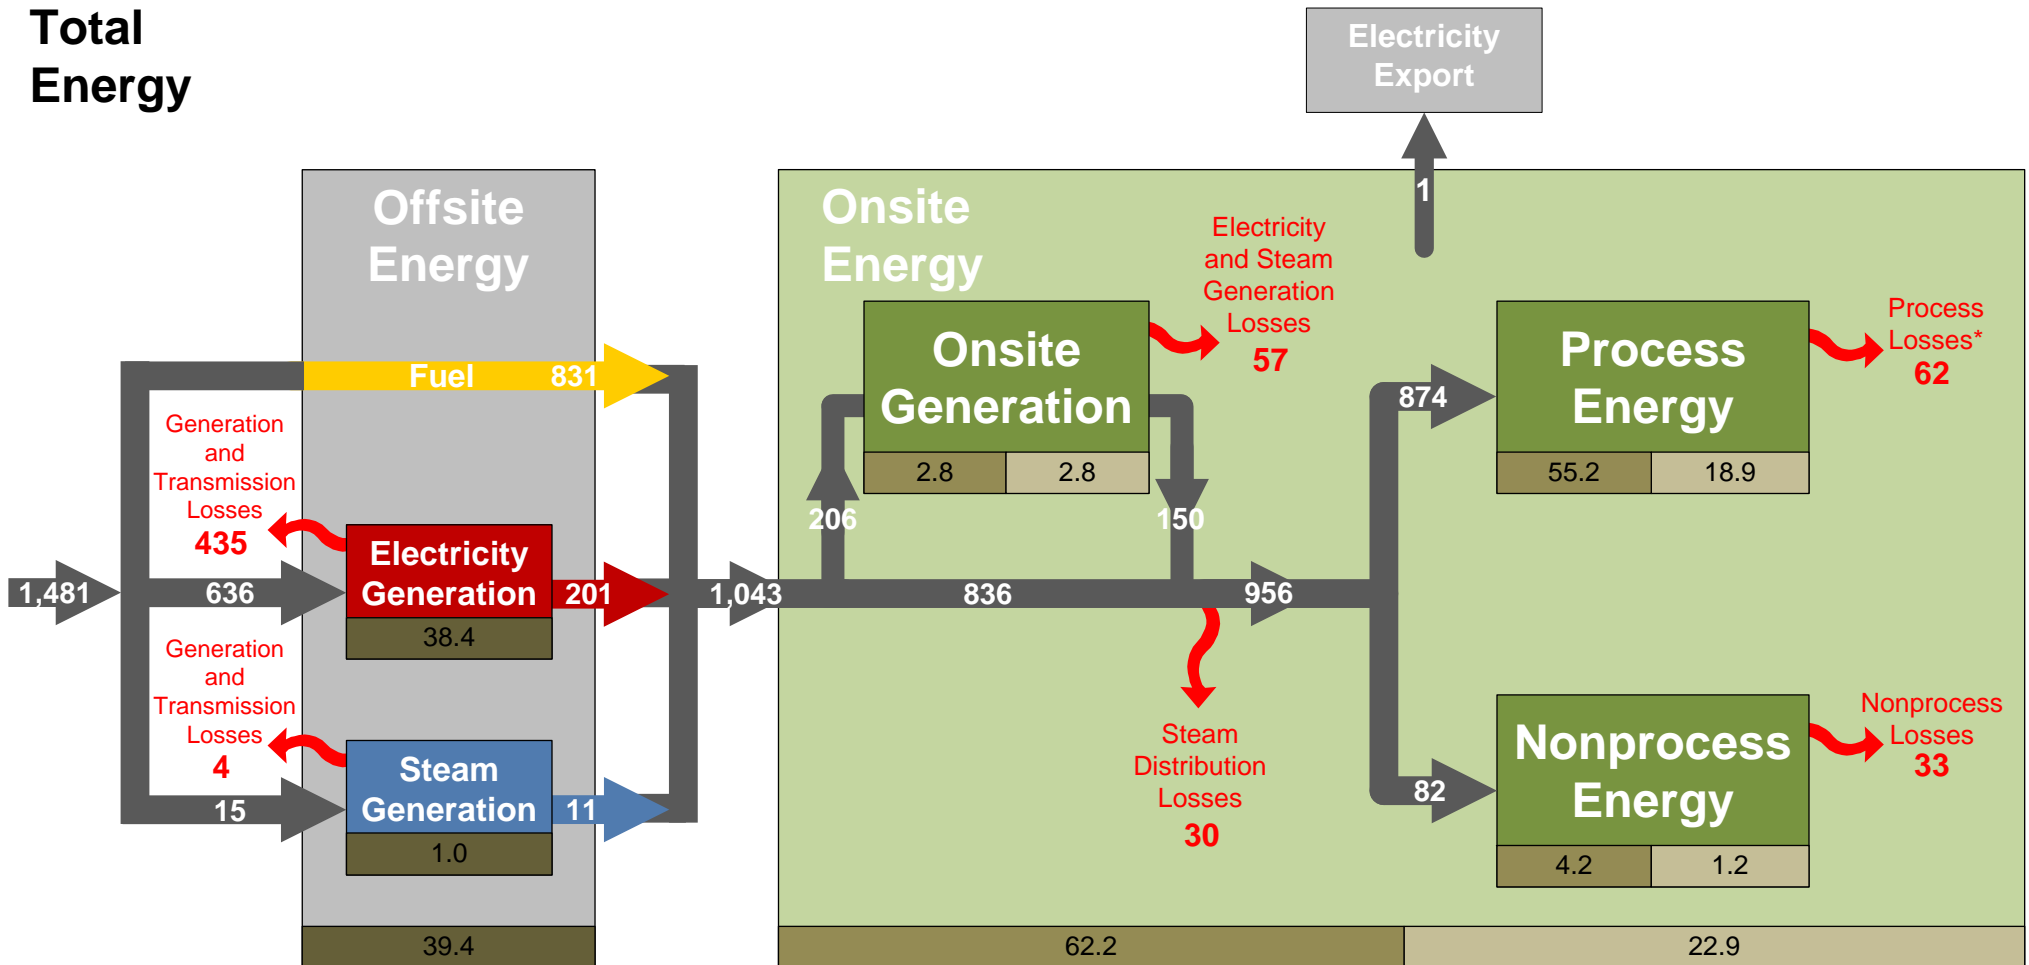 Total
Energy
Electricity
Export
1
Offsite
Energy
Onsite
Energy
Electricity
and Steam
Generation
Losses
57
Onsite
Generation
2.8
2.8
Process
Energy
55.2
18.9
Process
Losses*
62
Fuel
831
874
Generation
and
Transmission
Losses
435
206
150
Electricity
Generation
38.4
1,481
636
201
1,043
836
956
Generation
and
Transmission
Losses
4
Steam
Generation
1.0
15
11
Steam
Distribution
Losses
30
82
Nonprocess
Energy
4.2
1.2
Nonprocess
Losses
33
39.4
62.2
22.9